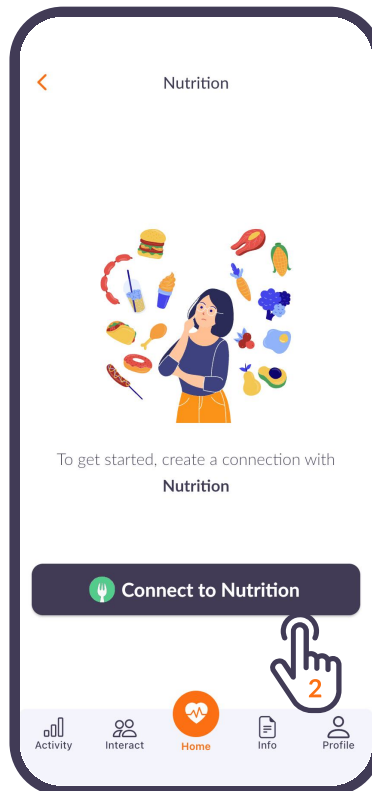 Nutrition
To get started, create a connection with
Nutrition
Connect to Nutrition
2
Activity
Interact
Home
Info
Profile